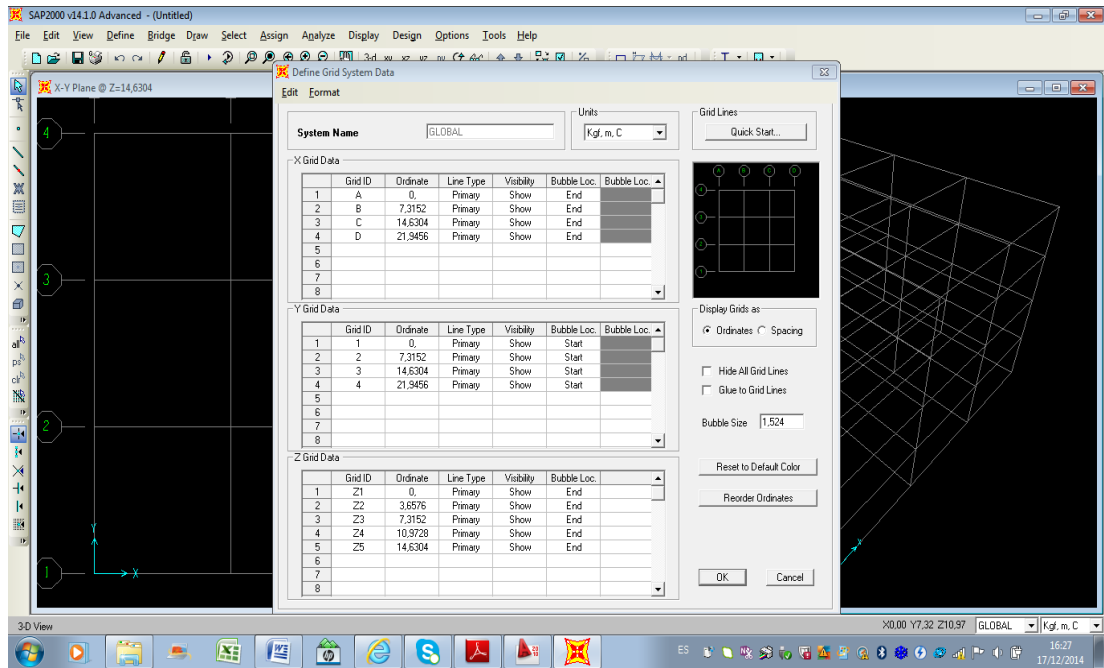 SAP2000 v14.1.0 Advanced - (Untitled)
File Edit View Define Bridge Draw Select Assign Analyze Display Design Options Tools Help
X-Y Plane @ Z=14,6304
Define Grid System Data
Edit Format
System Name GLOBAL
Units
Kgf, m, C
Grid Lines
Quick Start...
X Grid Data
Grid ID Ordinate Line Type Visibility Bubble Loc. Bubble Loc.
1 A 0, Primary Show End
2 B 7,3152 Primary Show End
3 C 14,6304 Primary Show End
4 D 21,9456 Primary Show End
5
6
7
8
Y Grid Data
Grid ID Ordinate Line Type Visibility Bubble Loc. Bubble Loc.
1 1 0, Primary Show Start
2 2 7,3152 Primary Show Start
3 3 14,6304 Primary Show Start
4 4 21,9456 Primary Show Start
5
6
7
8
Display Grids as
Ordinates Spacing
Hide All Grid Lines
Glue to Grid Lines
Bubble Size 1,524
Z Grid Data
Grid ID Ordinate Line Type Visibility Bubble Loc.
1 Z1 0, Primary Show End
2 Z2 3,6576 Primary Show End
3 Z3 7,3152 Primary Show End
4 Z4 10,9728 Primary Show End
5 Z5 14,6304 Primary Show End
6
7
8
Reset to Default Color
Reorder Ordinates
OK Cancel
4
3
2
1
Y
X
X
all
ps
clr
3-D View
X0,00 Y7,32 Z10,97 GLOBAL Kgf, m, C
ES
16:27
17/12/2014